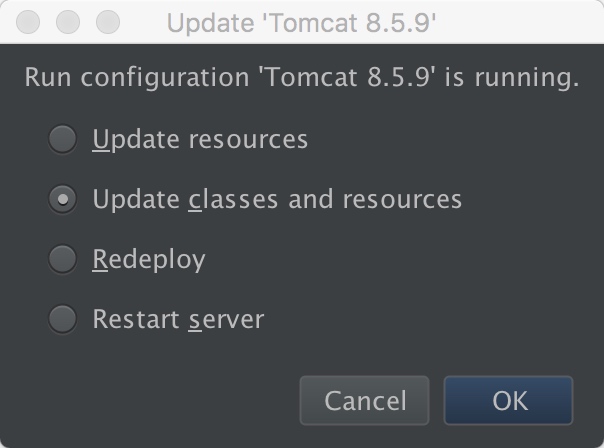 Update 'Tomcat 8.5.9'
Run configuration 'Tomcat 8.5.9' is running.
Update resources
Update classes and resources
Redeploy
Restart server
Cancel OK